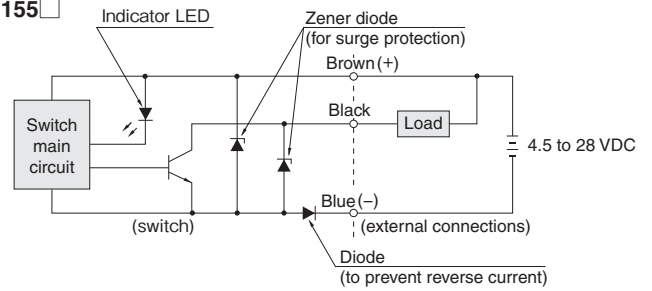 155□
Indicator LED
Zener diode
(for surge protection)
Brown (+)
Black
Switch
main
circuit
Load
4.5 to 28 VDC
Blue (–)
(switch)
(external connections)
Diode
(to prevent reverse current)